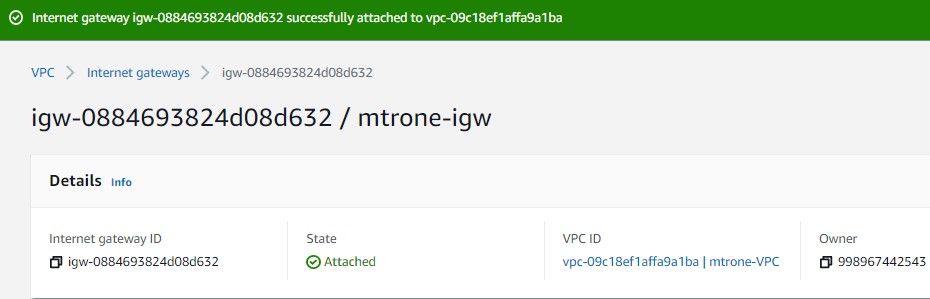 Internet gateway igw-0884693824d08d632 successfully attached to vpc-09c18ef1affa9a1ba
VPC > Internet gateways > igw-0884693824d08d632
igw-0884693824d08d632 / mtrone-igw
Details Info
Internet gateway ID State VPC ID Owner
igw-0884693824d08d632 Attached vpc-09c18ef1affa9a1ba | mtrone-VPC 998967442543